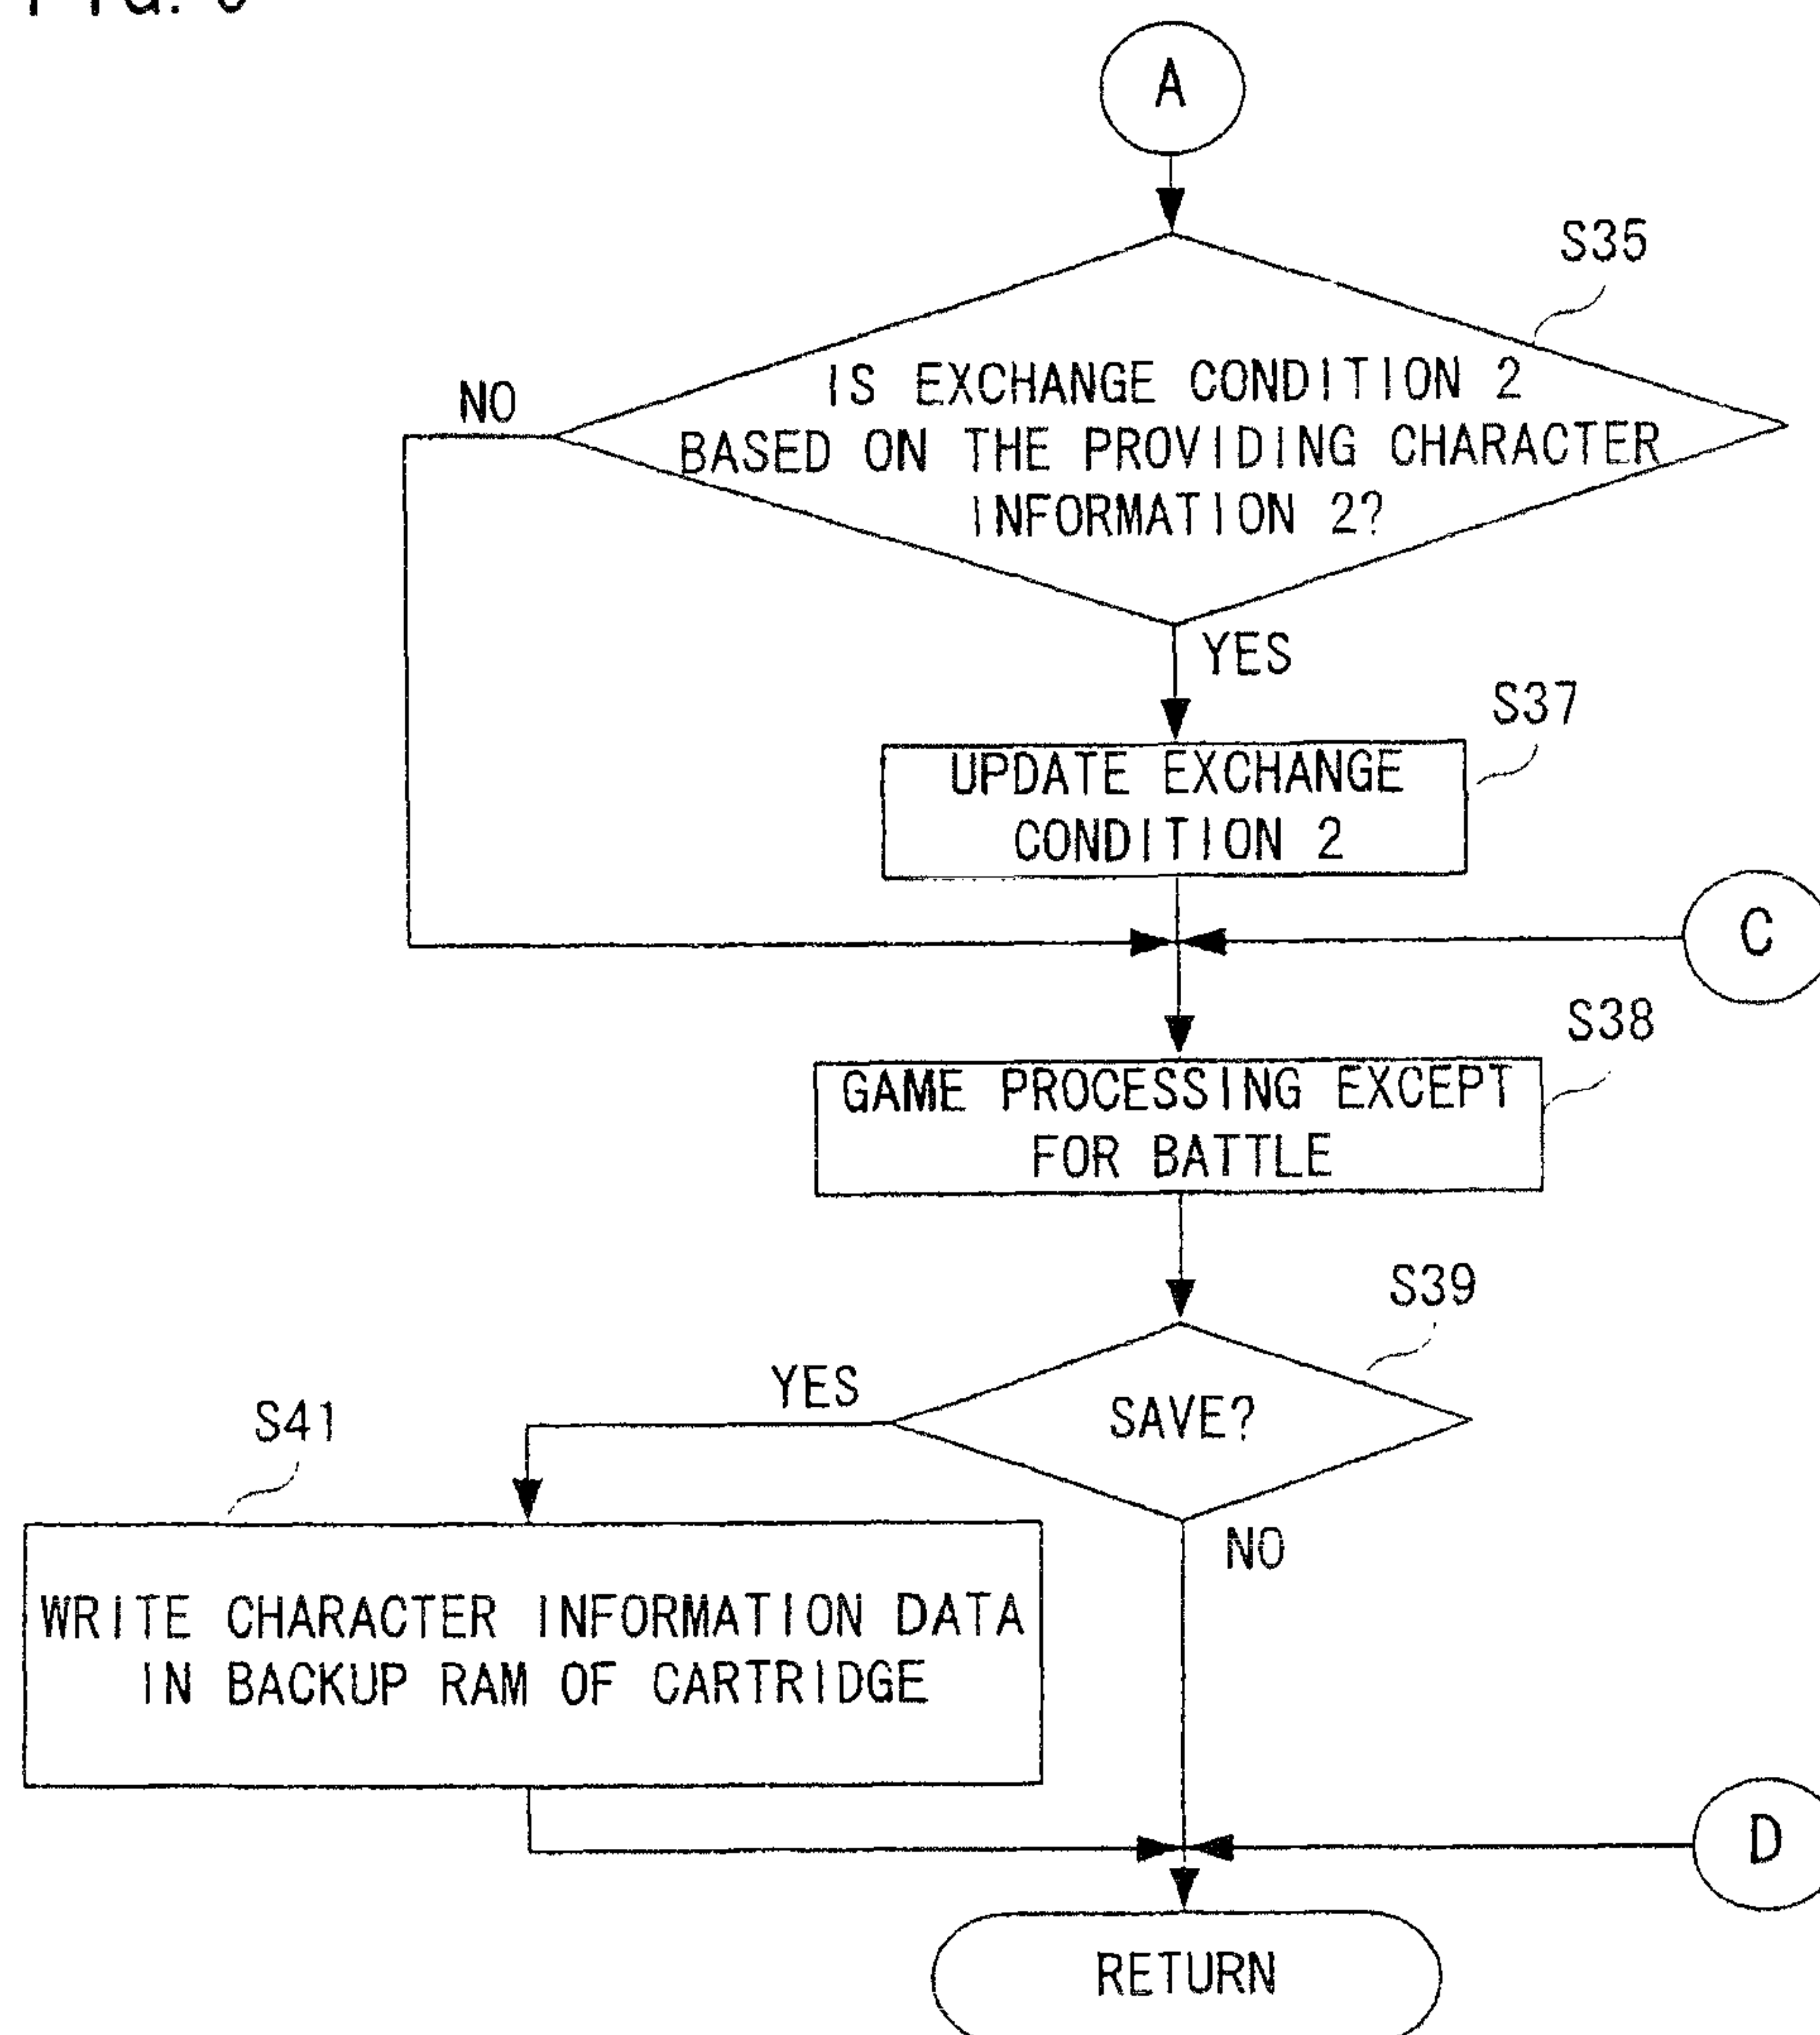 A
S35
NO
IS EXCHANGE CONDITION 2
BASED ON THE PROVIDING CHARACTER
INFORMATION 2?
YES
S37
UPDATE EXCHANGE
CONDITION 2
C
S38
GAME PROCESSING EXCEPT
FOR BATTLE
S39
YES
SAVE?
S41
NO
WRITE CHARACTER INFORMATION DATA
IN BACKUP RAM OF CARTRIDGE
D
RETURN